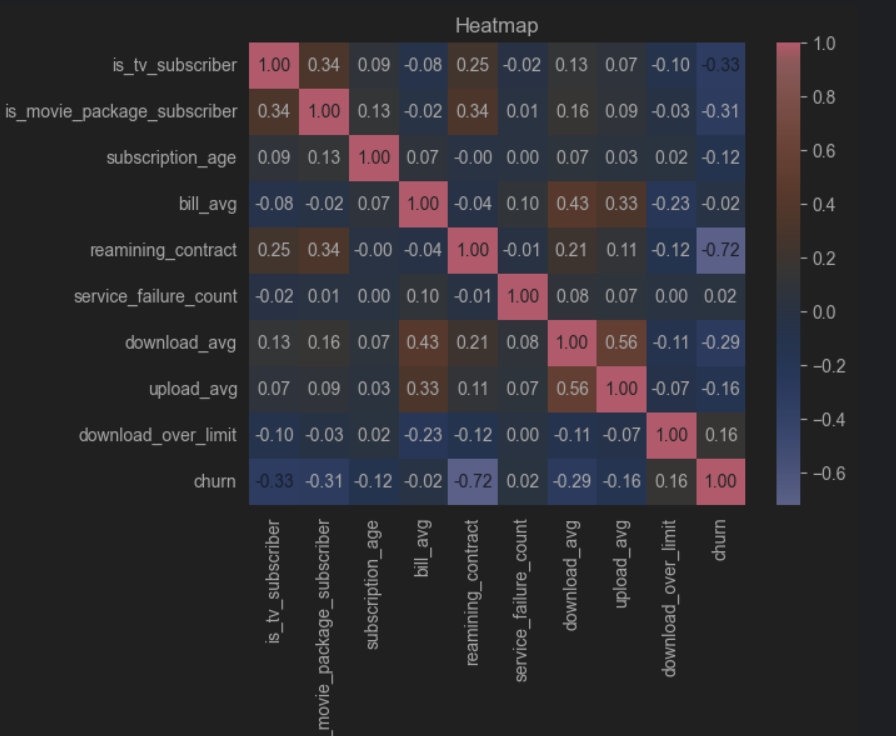 Heatmap
is_tv_subscriber 1.00 0.34 0.09 -0.08 0.25 -0.02 0.13 0.07 -0.10 -0.33
is_movie_package_subscriber 0.34 1.00 0.13 -0.02 0.34 0.01 0.16 0.09 -0.03 -0.31
subscription_age 0.09 0.13 1.00 0.07 -0.00 0.00 0.07 0.03 0.02 -0.12
bill_avg -0.08 -0.02 0.07 1.00 -0.04 0.10 0.43 0.33 -0.23 -0.02
reamining_contract 0.25 0.34 -0.00 -0.04 1.00 -0.01 0.21 0.11 -0.12 -0.72
service_failure_count -0.02 0.01 0.00 0.10 -0.01 1.00 0.08 0.07 0.00 0.02
download_avg 0.13 0.16 0.07 0.43 0.21 0.08 1.00 0.56 -0.11 -0.29
upload_avg 0.07 0.09 0.03 0.33 0.11 0.07 0.56 1.00 -0.07 -0.16
download_over_limit -0.10 -0.03 0.02 -0.23 -0.12 0.00 -0.11 -0.07 1.00 0.16
churn -0.33 -0.31 -0.12 -0.02 -0.72 0.02 -0.29 -0.16 0.16 1.00
is_tv_subscriber
_movie_package_subscriber
subscription_age
bill_avg
reamining_contract
service_failure_count
download_avg
upload_avg
download_over_limit
churn
1.0
0.8
0.6
0.4
0.2
0.0
−0.2
−0.4
−0.6